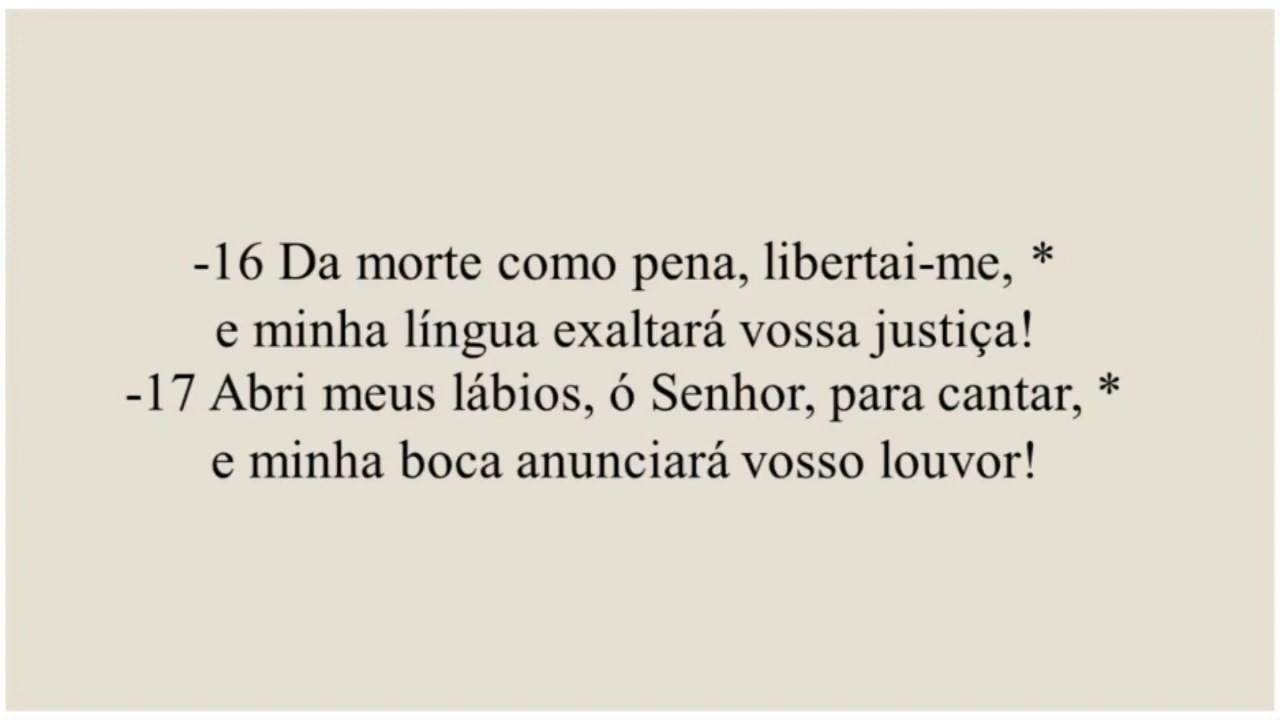 -16 Da morte como pena, libertai-me, *
e minha língua exaltará vossa justiça!
-17 Abri meus lábios, ó Senhor, para cantar, *
e minha boca anunciará vosso louvor!